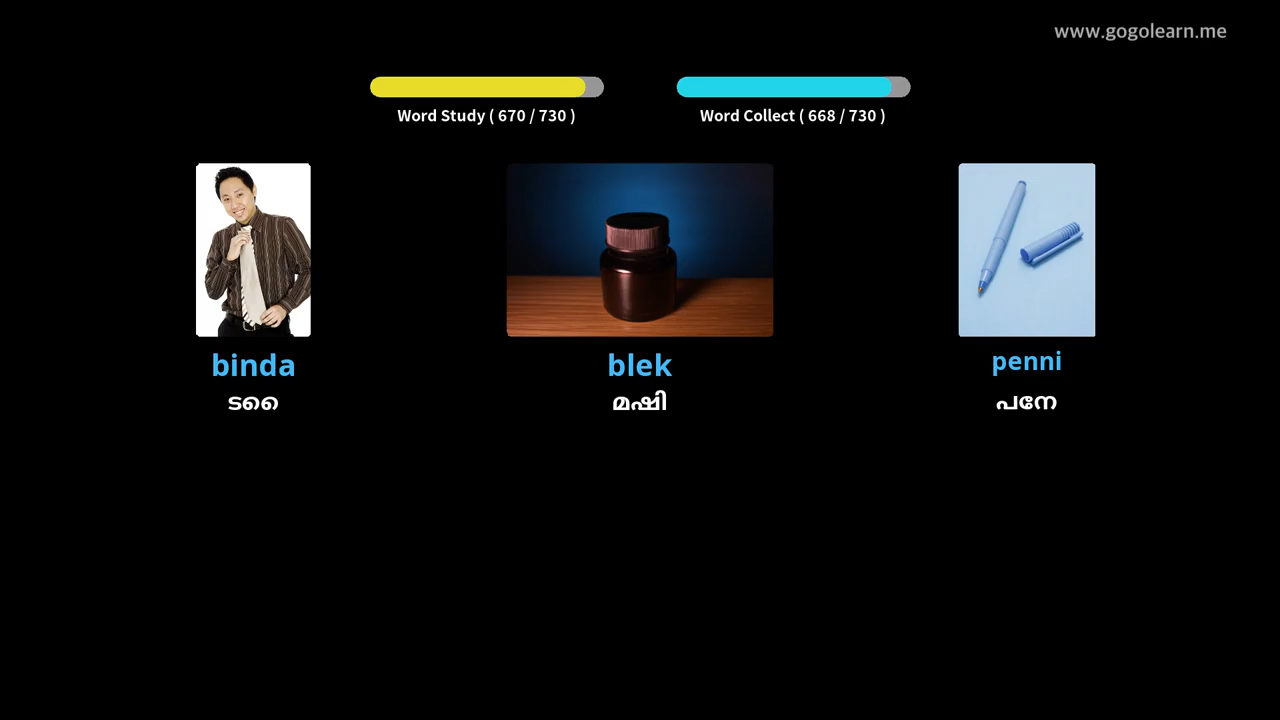 www.gogolearn.me
Word Study ( 670 / 730 )
Word Collect ( 668 / 730 )
binda
blek
penni
ടൈ
മഷി
പേന